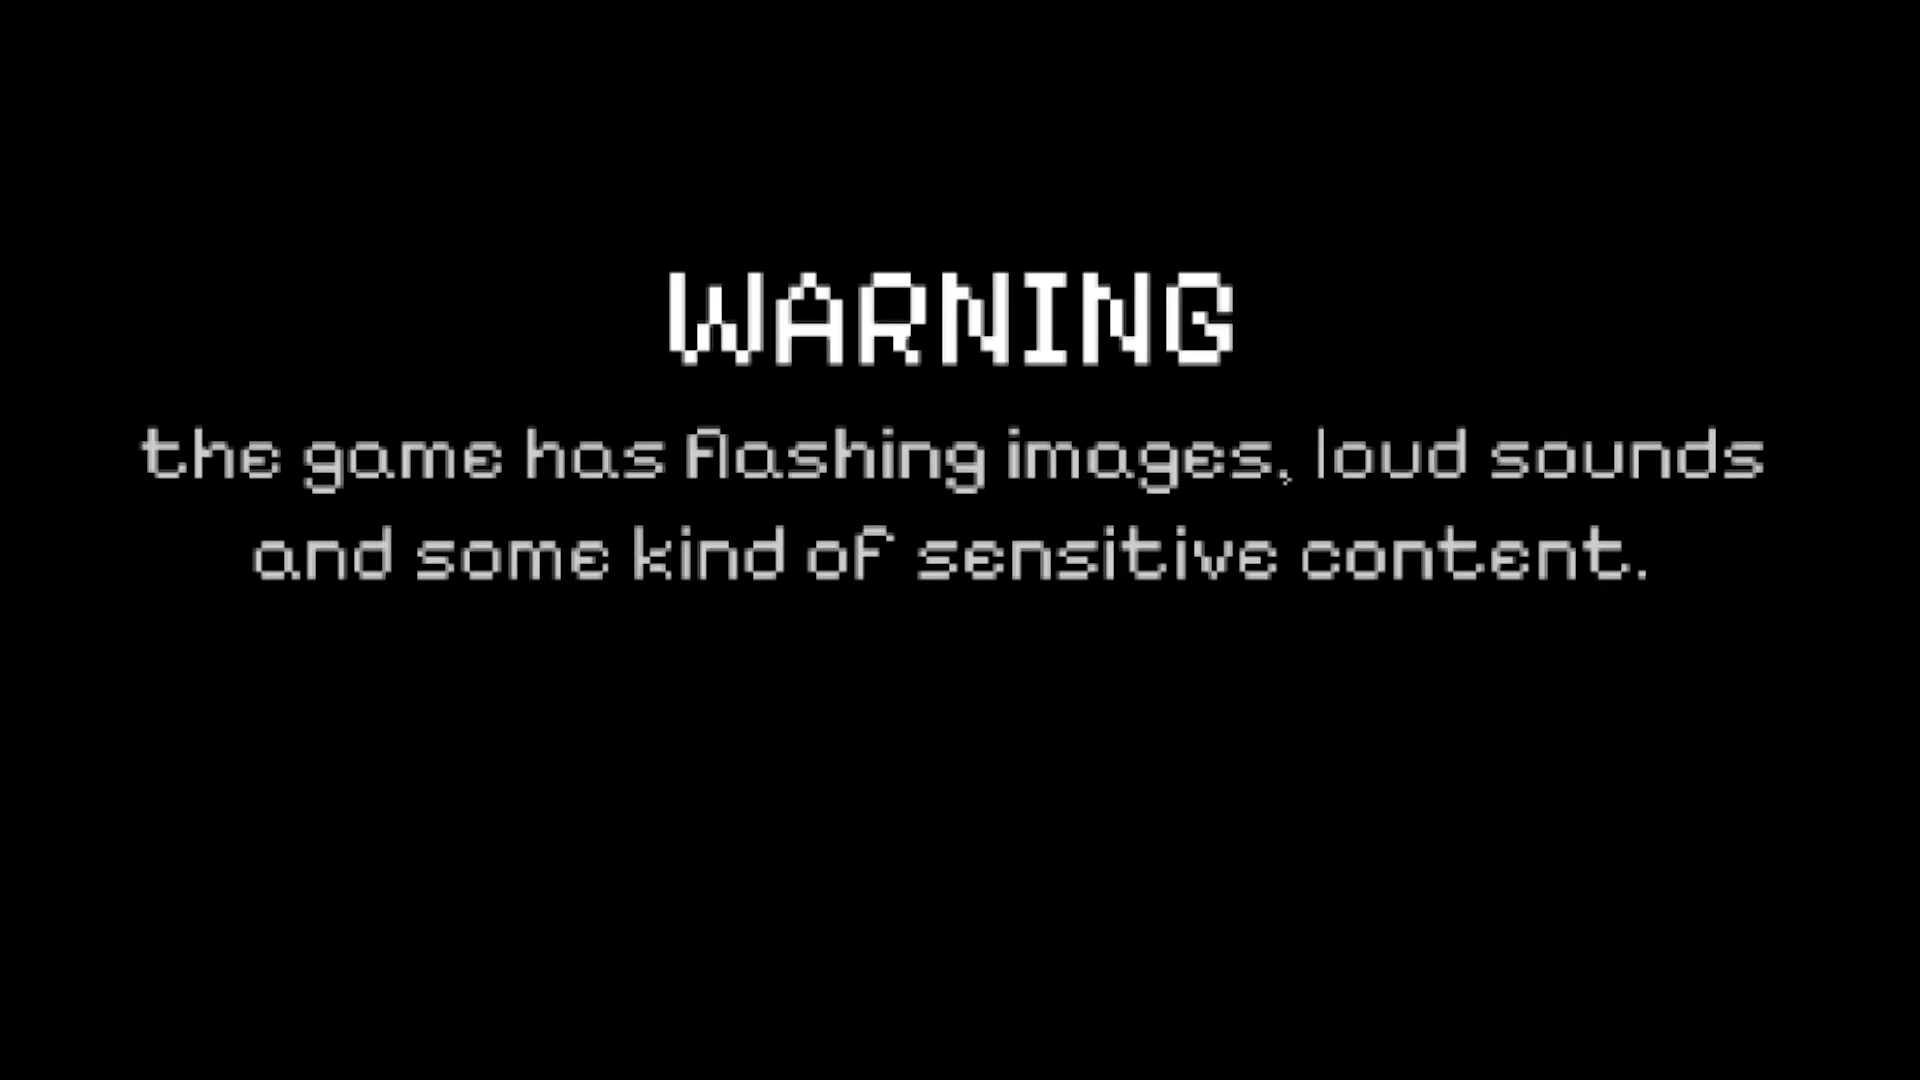 WARNING
the game has flashing images, loud sounds
and some kind of sensitive content.